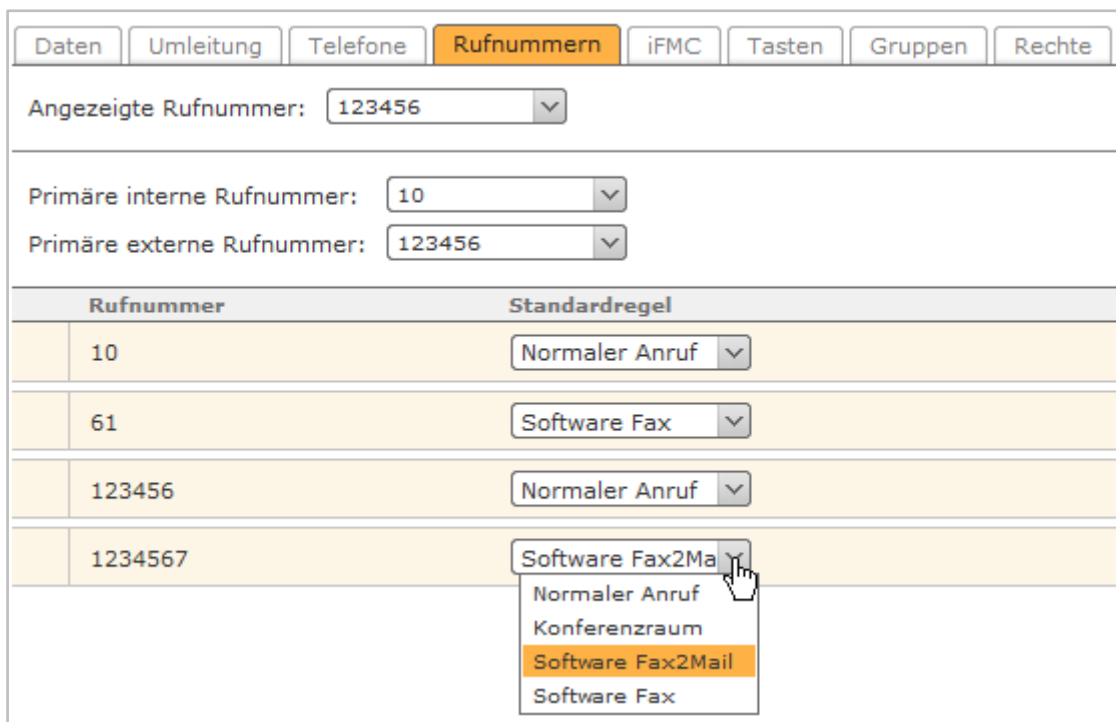 Daten Umleitung Telefone Rufnummern iFMC Tasten Gruppen Rechte
Angezeigte Rufnummer: 123456
Primäre interne Rufnummer: 10
Primäre externe Rufnummer: 123456
Rufnummer Standardregel
10 Normaler Anruf
61 Software Fax
123456 Normaler Anruf
1234567 Software Fax2Ma
Normaler Anruf
Konferenzraum
Software Fax2Mail
Software Fax